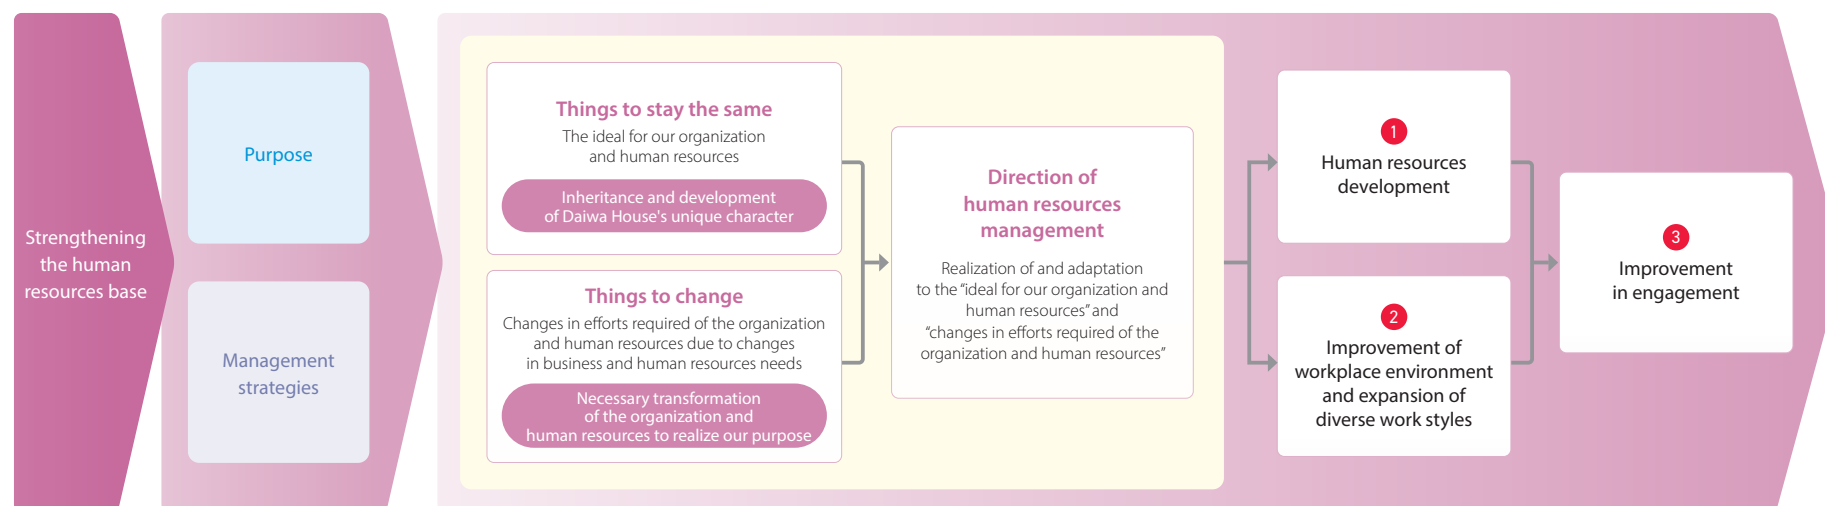 Strengthening
the human
resources base
Purpose
Management
strategies
Things to stay the same
The ideal for our organization
and human resources
Inheritance and development
of Daiwa House's unique character
Things to change
Changes in efforts required of the organization
and human resources due to changes
in business and human resources needs
Necessary transformation
of the organization and
human resources to realize our purpose
Direction of
human resources
management
Realization of and adaptation
to the “ideal for our organization and
human resources” and
“changes in efforts required of the
organization and human resources”
1
Human resources
development
2
Improvement of
workplace environment
and expansion of
diverse work styles
3
Improvement
in engagement